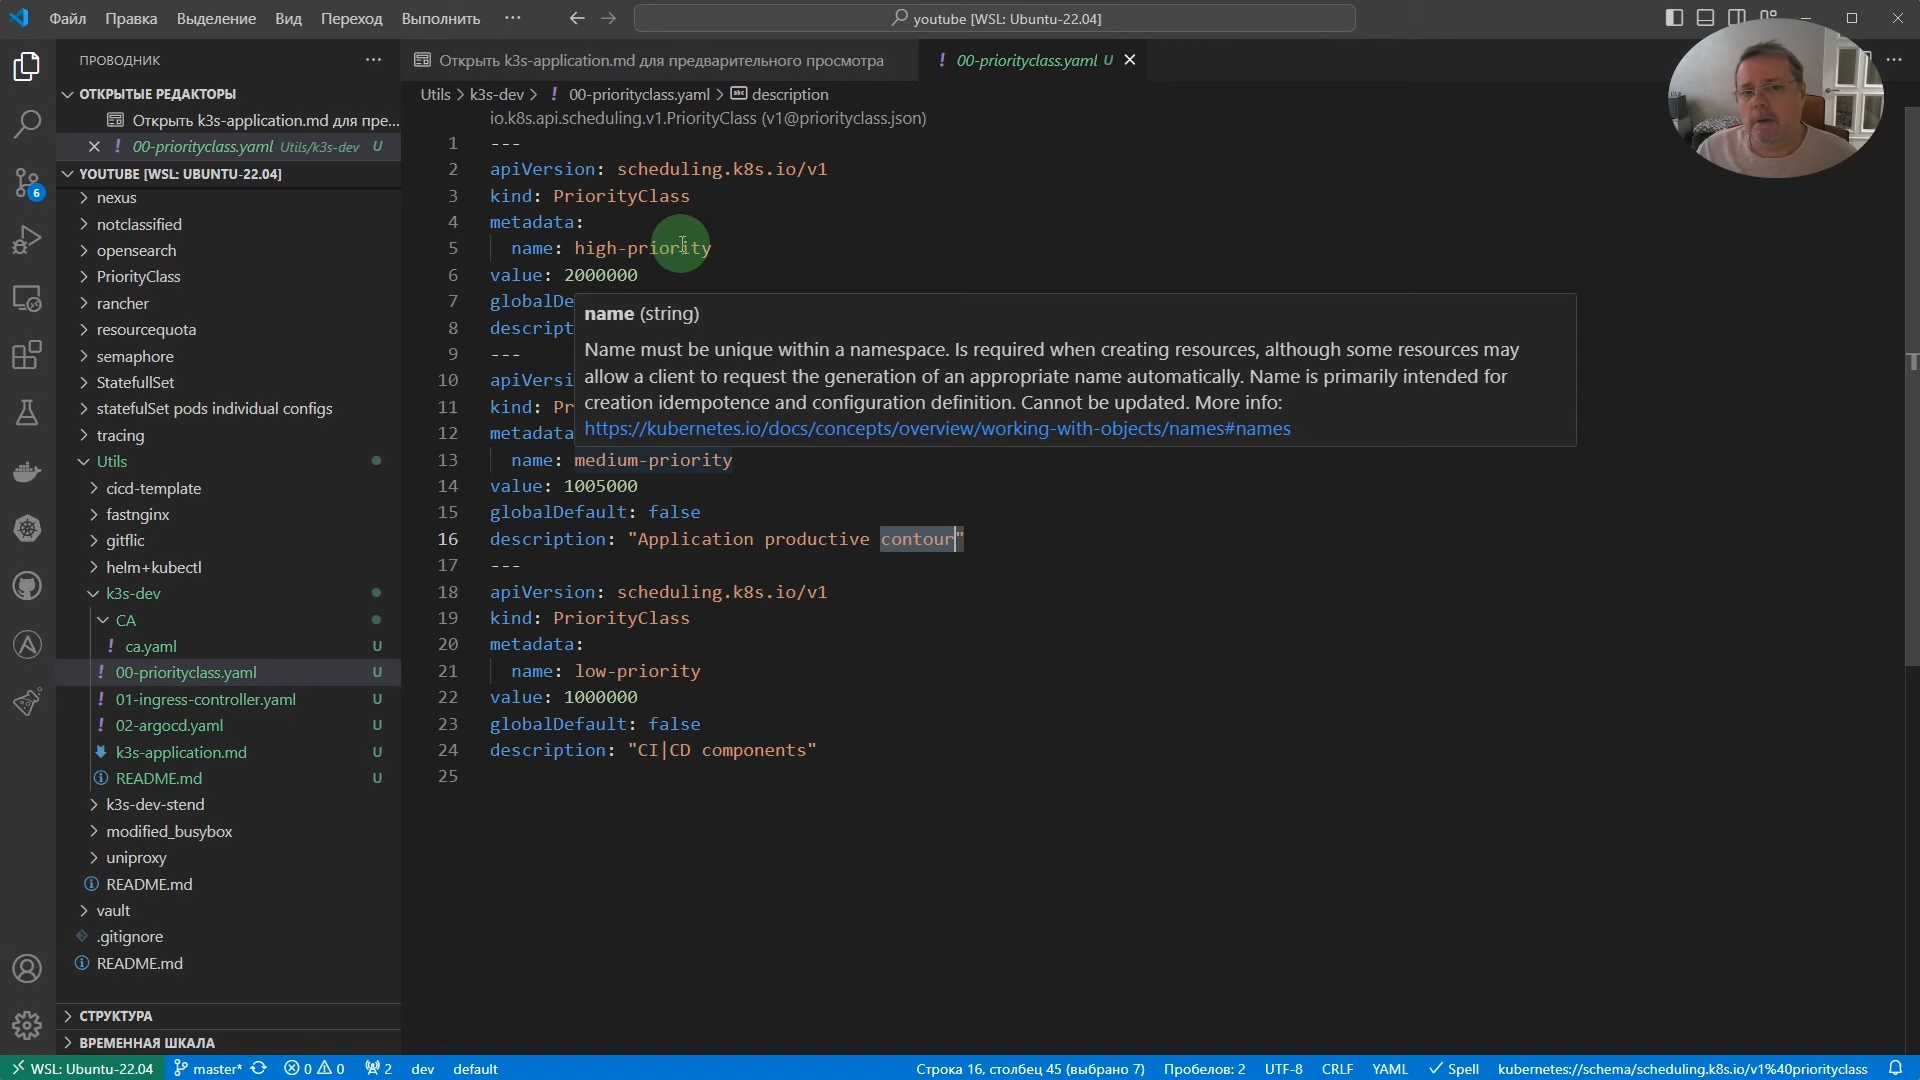 Файл Правка Выделение Вид Переход Выполнить ···
youtube [WSL: Ubuntu-22.04]
ПРОВОДНИК
ОТКРЫТЫЕ РЕДАКТОРЫ
Открыть k3s-application.md для пре...
00-priorityclass.yaml Utils/k3s-dev U
YOUTUBE [WSL: UBUNTU-22.04]
nexus
notclassified
opensearch
PriorityClass
rancher
resourcequota
semaphore
StatefullSet
statefulSet pods individual configs
tracing
Utils
cicd-template
fastnginx
gitflic
helm+kubectl
k3s-dev
CA
ca.yaml U
00-priorityclass.yaml U
01-ingress-controller.yaml U
02-argocd.yaml U
k3s-application.md U
README.md U
k3s-dev-stend
modified_busybox
uniproxy
README.md
vault
.gitignore
README.md
СТРУКТУРА
ВРЕМЕННАЯ ШКАЛА
6
Открыть k3s-application.md для предварительного просмотра
00-priorityclass.yaml U
Utils > k3s-dev > 00-priorityclass.yaml > description
io.k8s.api.scheduling.v1.PriorityClass (v1@priorityclass.json)
1 ---
2 apiVersion: scheduling.k8s.io/v1
3 kind: PriorityClass
4 metadata:
5 name: high-priority
6 value: 2000000
7 globalDe
8 descript
9 ---
10 apiVersi
11 kind: Pr
12 metadata
name (string)
Name must be unique within a namespace. Is required when creating resources, although some resources may
allow a client to request the generation of an appropriate name automatically. Name is primarily intended for
creation idempotence and configuration definition. Cannot be updated. More info:
https://kubernetes.io/docs/concepts/overview/working-with-objects/names#names
13 name: medium-priority
14 value: 1005000
15 globalDefault: false
16 description: "Application productive contour"
17 ---
18 apiVersion: scheduling.k8s.io/v1
19 kind: PriorityClass
20 metadata:
21 name: low-priority
22 value: 1000000
23 globalDefault: false
24 description: "CI|CD components"
25
WSL: Ubuntu-22.04 master* 0 0 2 dev default
Строка 16, столбец 45 (выбрано 7) Пробелов: 2 UTF-8 CRLF YAML Spell kubernetes://schema/scheduling.k8s.io/v1%40priorityclass